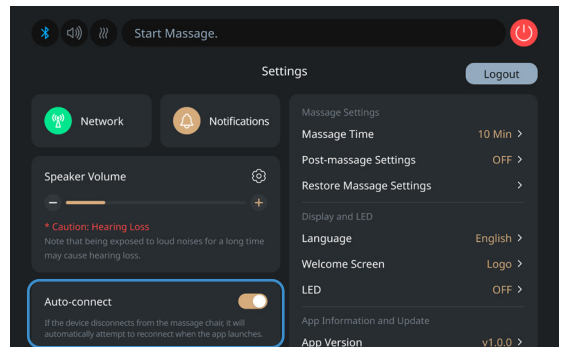 Start Massage.
Settings
Logout
Network
Notifications
Speaker Volume
* Caution: Hearing Loss
Note that being exposed to loud noises for a long time
may cause hearing loss.
Auto-connect
If the device disconnects from the massage chair, it will
automatically attempt to reconnect when the app launches.
Massage Settings
Massage Time 10 Min >
Post-massage Settings OFF >
Restore Massage Settings >
Display and LED
Language English >
Welcome Screen Logo >
LED OFF >
App Information and Update
App Version v1.0.0 >